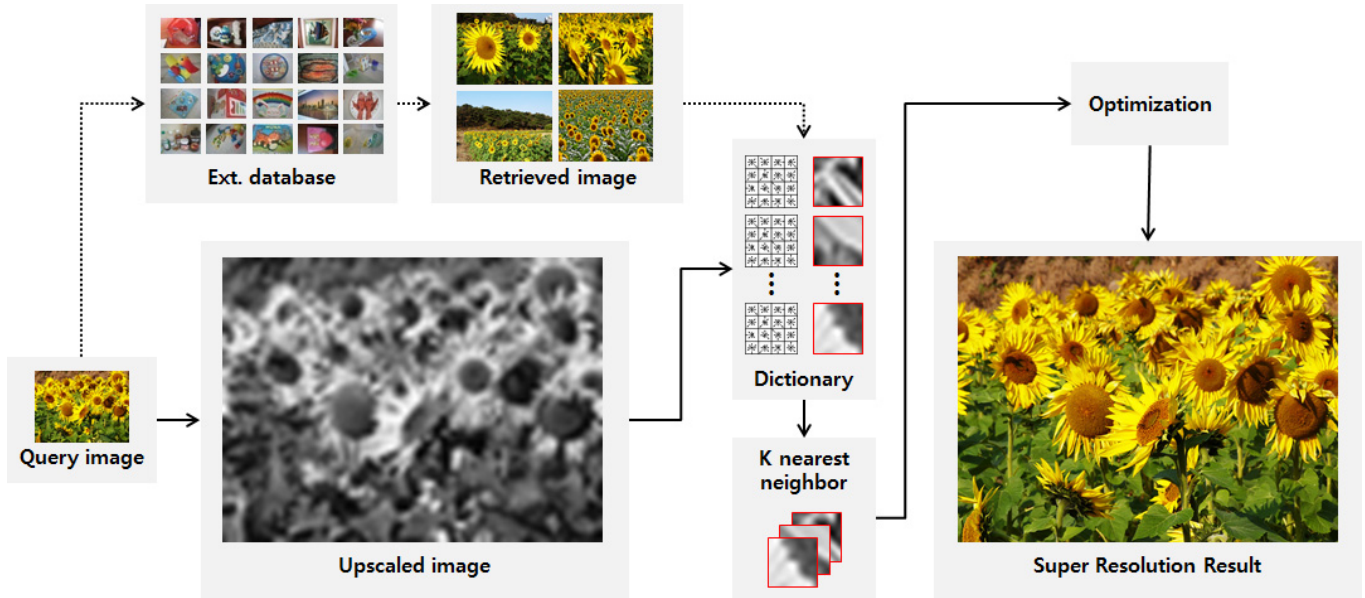 Ext. database
Retrieved image
Optimization
Query image
Upscaled image
Dictionary
K nearest
neighbor
Super Resolution Result